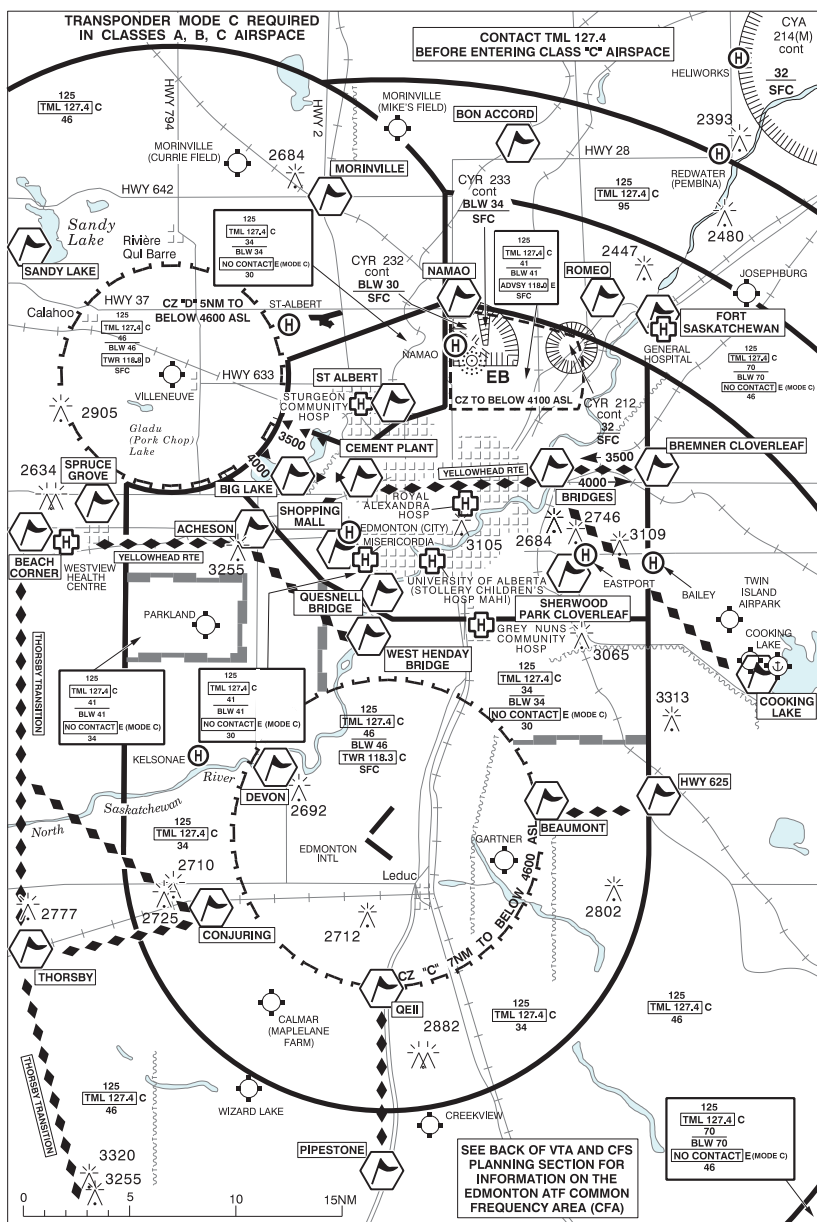 TRANSPONDER MODE C REQUIRED
IN CLASSES A, B, C AIRSPACE
CONTACT TML 127.4
BEFORE ENTERING CLASS "C" AIRSPACE
CYA
214(M)
cont
32
SFC
HELIWORKS
125
TML 127.4 C
46
HWY 794
HWY 2
MORINVILLE
(MIKE'S FIELD)
BON ACCORD
2393
MORINVILLE
(CURRIE FIELD)
2684
MORINVILLE
HWY 28
REDWATER
(PEMBINA)
HWY 642
CYR 233
cont
BLW 34
SFC
125
TML 127.4 C
95
2480
Sandy
Lake
SANDY LAKE
Rivière
Qui Barre
125
TML 127.4 C
34
BLW 34
NO CONTACT E (MODE C)
30
CYR 232
cont
BLW 30
SFC
125
TML 127.4 C
41
BLW 41
ADVSY 118.0 E
SFC
2447
NAMAO
ROMEO
JOSEPHBURG
HWY 37
CZ "D" 5NM TO
BELOW 4600 ASL
ST-ALBERT
Calahoo
FORT
SASKATCHEWAN
GENERAL
HOSPITAL
125
TML 127.4 C
46
BLW 46
TWR 118.8 D
SFC
NAMAO
EB
125
TML 127.4 C
70
BLW 70
NO CONTACT E (MODE C)
46
HWY 633
VILLENEUVE
ST ALBERT
STURGEON
COMMUNITY
HOSP
CZ TO BELOW 4100 ASL
CYR 212
cont
32
SFC
2905
Gladu
(Pork Chop)
Lake
3500
4000
CEMENT PLANT
BREMNER CLOVERLEAF
2634
SPRUCE
GROVE
BIG LAKE
YELLOWHEAD RTE
3500
4000
BRIDGES
ROYAL
ALEXANDRA
HOSP
SHOPPING
MALL
ACHESON
EDMONTON (CITY)
MISERICORDIA
3105
2684
2746
3109
BEACH
CORNER
WESTVIEW
HEALTH
CENTRE
YELLOWHEAD RTE
3255
UNIVERSITY OF ALBERTA
(STOLLERY CHILDREN'S
HOSP MAHI)
EASTPORT
BAILEY
TWIN
ISLAND
AIRPARK
QUESNELL
BRIDGE
SHERWOOD
PARK CLOVERLEAF
PARKLAND
GREY NUNS
COMMUNITY
HOSP
WEST HENDAY
BRIDGE
3065
COOKING
LAKE
COOKING
LAKE
THORSBY TRANSITION
125
TML 127.4 C
41
BLW 41
NO CONTACT E (MODE C)
34
125
TML 127.4 C
41
BLW 41
NO CONTACT E (MODE C)
30
125
TML 127.4 C
46
BLW 46
TWR 118.3 C
SFC
125
TML 127.4 C
34
BLW 34
NO CONTACT E (MODE C)
30
3313
KELSONAE
River
DEVON
2692
HWY 625
Saskatchewan
North
BEAUMONT
125
TML 127.4 C
34
EDMONTON
INTL
GARTNER
2710
2725
Leduc
2777
2802
CONJURING
2712
CZ "C" 7NM TO BELOW 4600 ASL
THORSBY
QEII
CALMAR
(MAPLELANE
FARM)
2882
125
TML 127.4 C
34
125
TML 127.4 C
46
THORSBY TRANSITION
125
TML 127.4 C
46
WIZARD LAKE
CREEKVIEW
125
TML 127.4 C
70
BLW 70
NO CONTACT E (MODE C)
46
PIPESTONE
SEE BACK OF VTA AND CFS
PLANNING SECTION FOR
INFORMATION ON THE
EDMONTON ATF COMMON
FREQUENCY AREA (CFA)
3320
3255
0 5 10 15NM